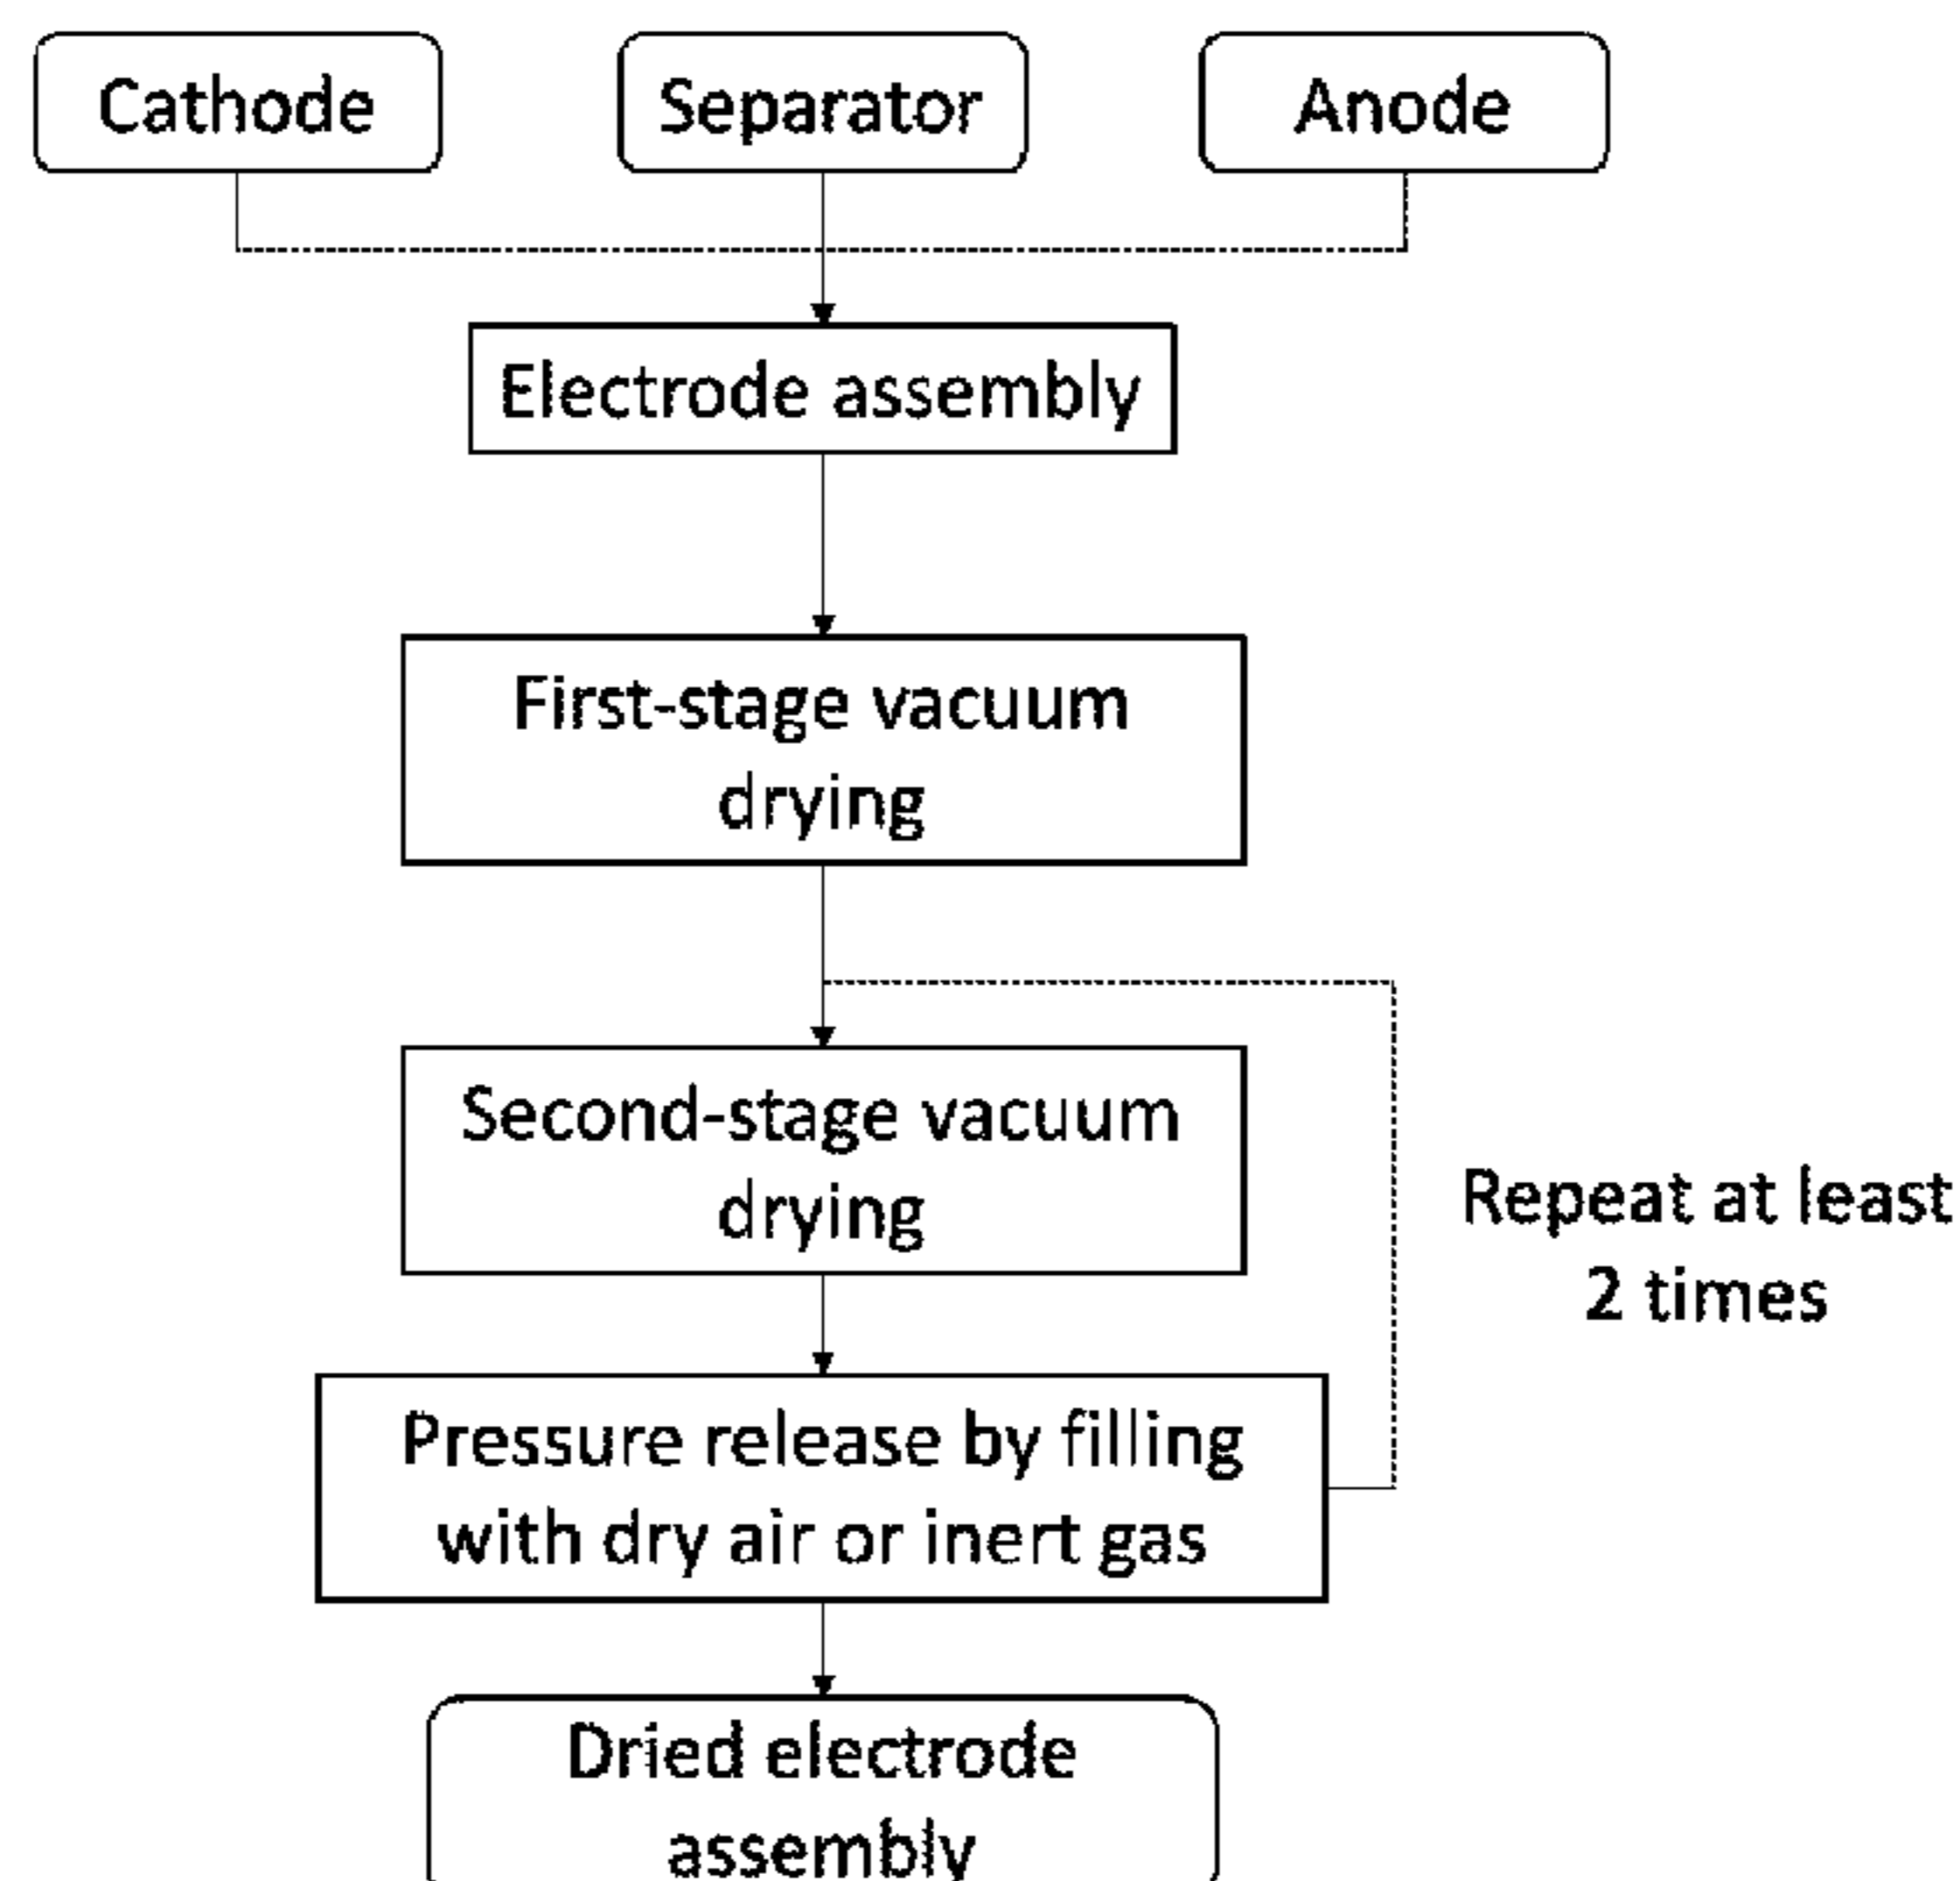 Cathode
Separator
Anode
Electrode assembly
First-stage vacuum
drying
Second-stage vacuum
drying
Repeat at least
2 times
Pressure release by filling
with dry air or inert gas
Dried electrode
assembly